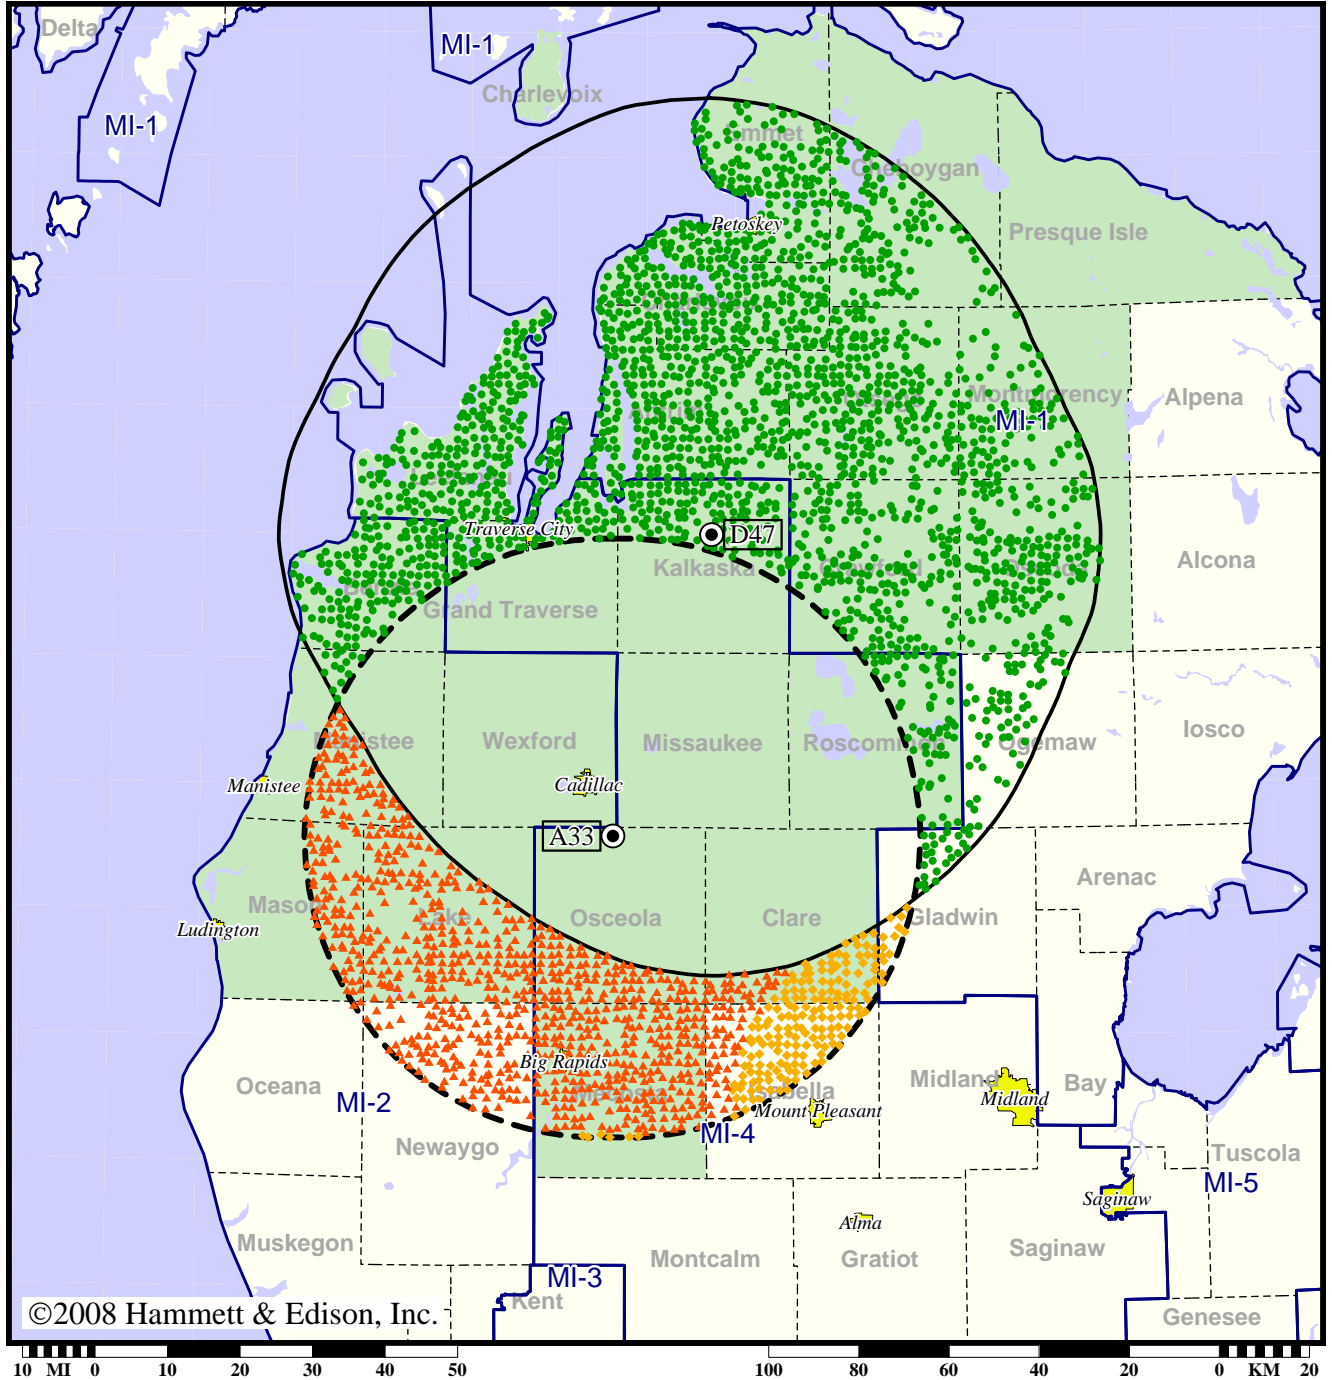 Delta
MI-1
Charlevoix
MI-1
Emmet
Cheboygan
Petoskey
Presque Isle
Montmorency
MI-1
Alpena
Traverse City
D47
Kalkaska
Crawford
Alcona
Grand Traverse
Manistee
Wexford
Missaukee
Roscommon
Ogemaw
Iosco
Manistee
Cadillac
A33
Mason
Lake
Osceola
Clare
Gladwin
Arenac
Ludington
Big Rapids
Oceana
MI-2
Mecosta
Isabella
Mount Pleasant
Midland
Midland
Bay
MI-4
Newaygo
Tuscola
MI-5
Saginaw
Alma
Muskegon
Montcalm
Gratiot
Saginaw
MI-3
Kent
Genesee
©2008 Hammett & Edison, Inc.
10 MI 0 10 20 30 40 50 100 80 60 40 20 0 KM 20